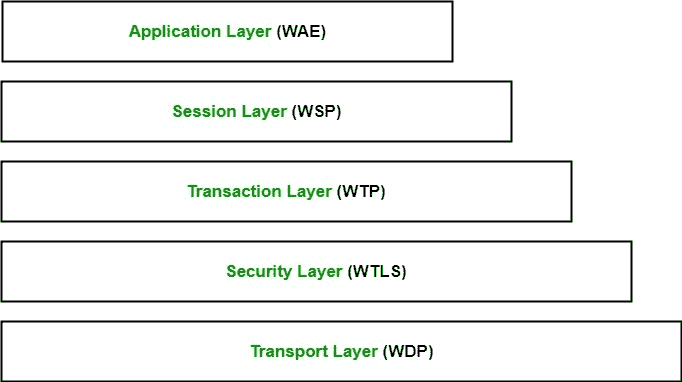 Application Layer (WAE)
Session Layer (WSP)
Transaction Layer (WTP)
Security Layer (WTLS)
Transport Layer (WDP)